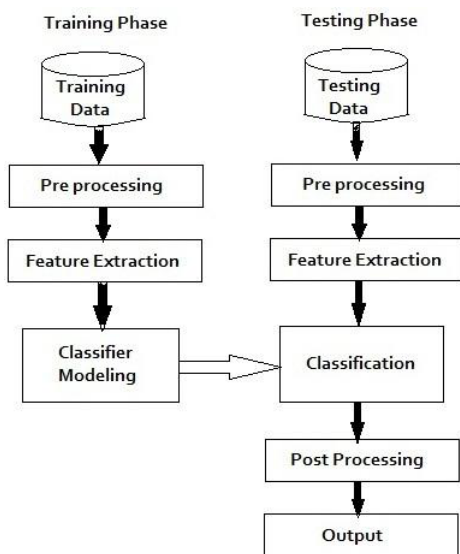 Training Phase
Training
Data
Pre processing
Feature Extraction
Classifier
Modeling
Testing Phase
Testing
Data
Pre processing
Feature Extraction
Classification
Post Processing
Output